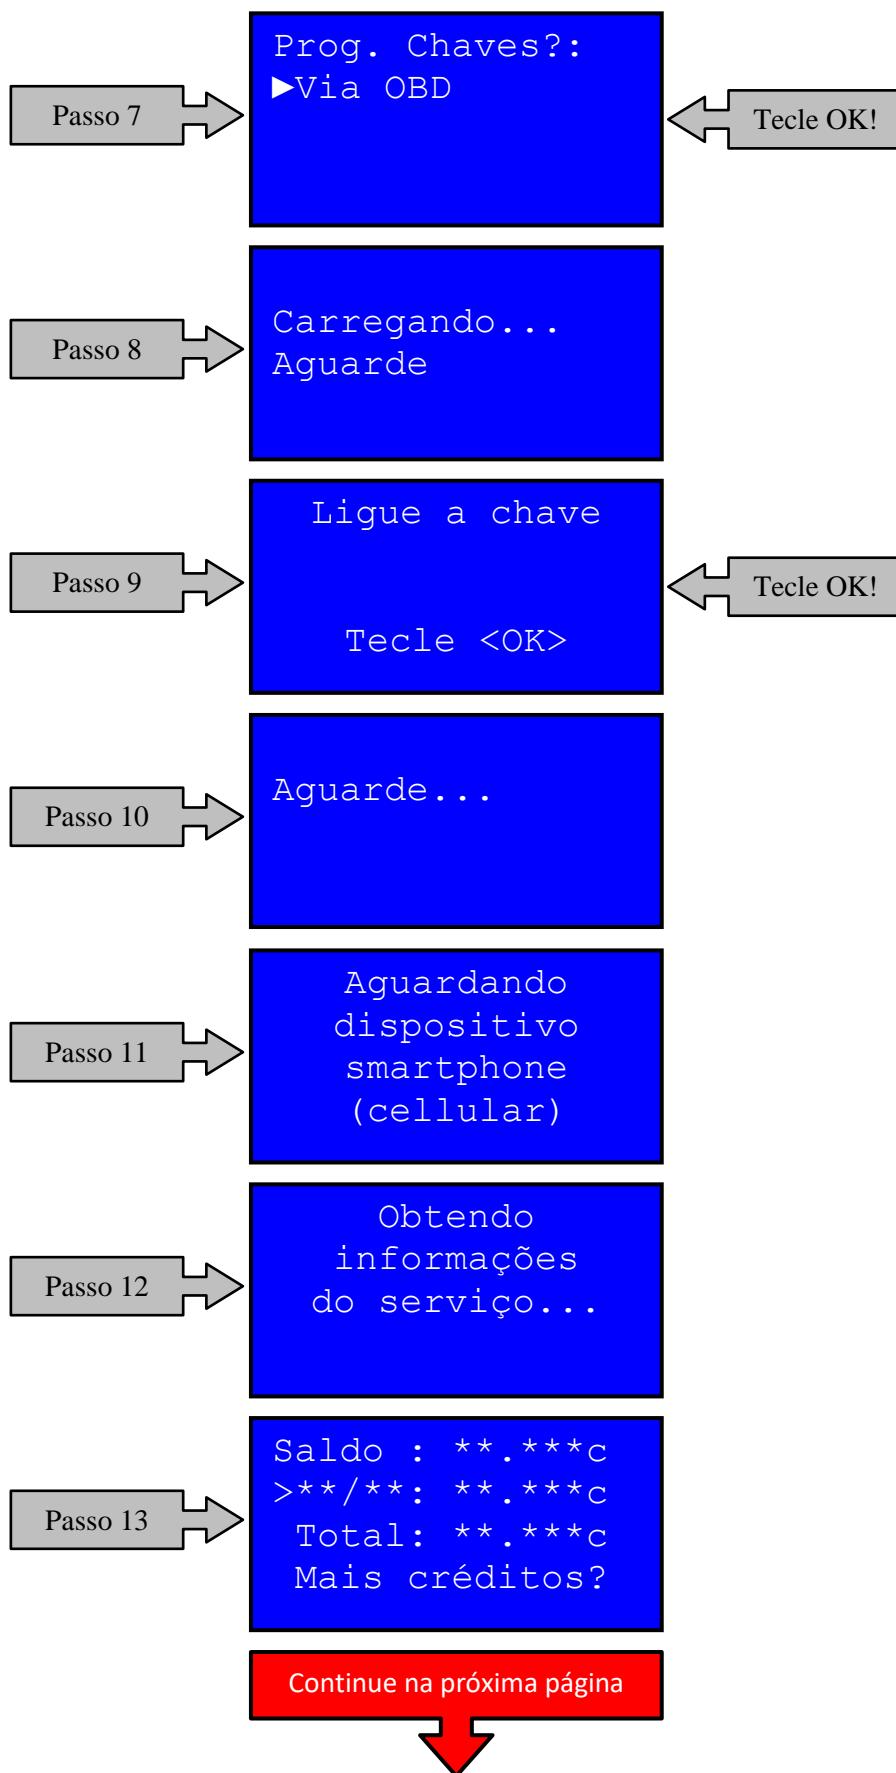 Prog. Chaves?:
►Via OBD
Passo 7
Tecle OK!
Carregando...
Aguarde
Passo 8
Ligue a chave
Tecle <OK>
Passo 9
Tecle OK!
Aguarde...
Passo 10
Aguardando
dispositivo
smartphone
(cellular)
Passo 11
Obtendo
informações
do serviço...
Passo 12
Saldo : **.***c
>**/**: **.***c
Total: **.***c
Mais créditos?
Passo 13
Continue na próxima página